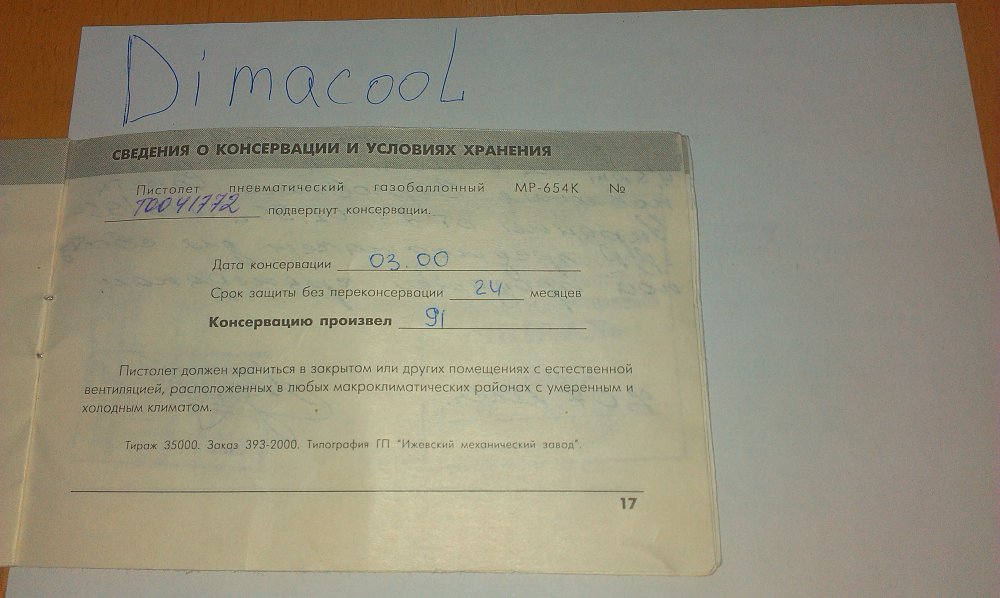 DimacooL
СВЕДЕНИЯ О КОНСЕРВАЦИИ И УСЛОВИЯХ ХРАНЕНИЯ
Пистолет пневматический газобаллонный МР-654К №
ТОО41772 подвергнут консервации.
Дата консервации 03.00
Срок защиты без переконсервации 24 месяцев
Консервацию произвел 91
Пистолет должен храниться в закрытом или других помещениях с естественной
вентиляцией, расположенных в любых макроклиматических районах с умеренным и
холодным климатом.
Тираж 35000. Заказ 393-2000. Типография ГП "Ижевский механический завод".
17